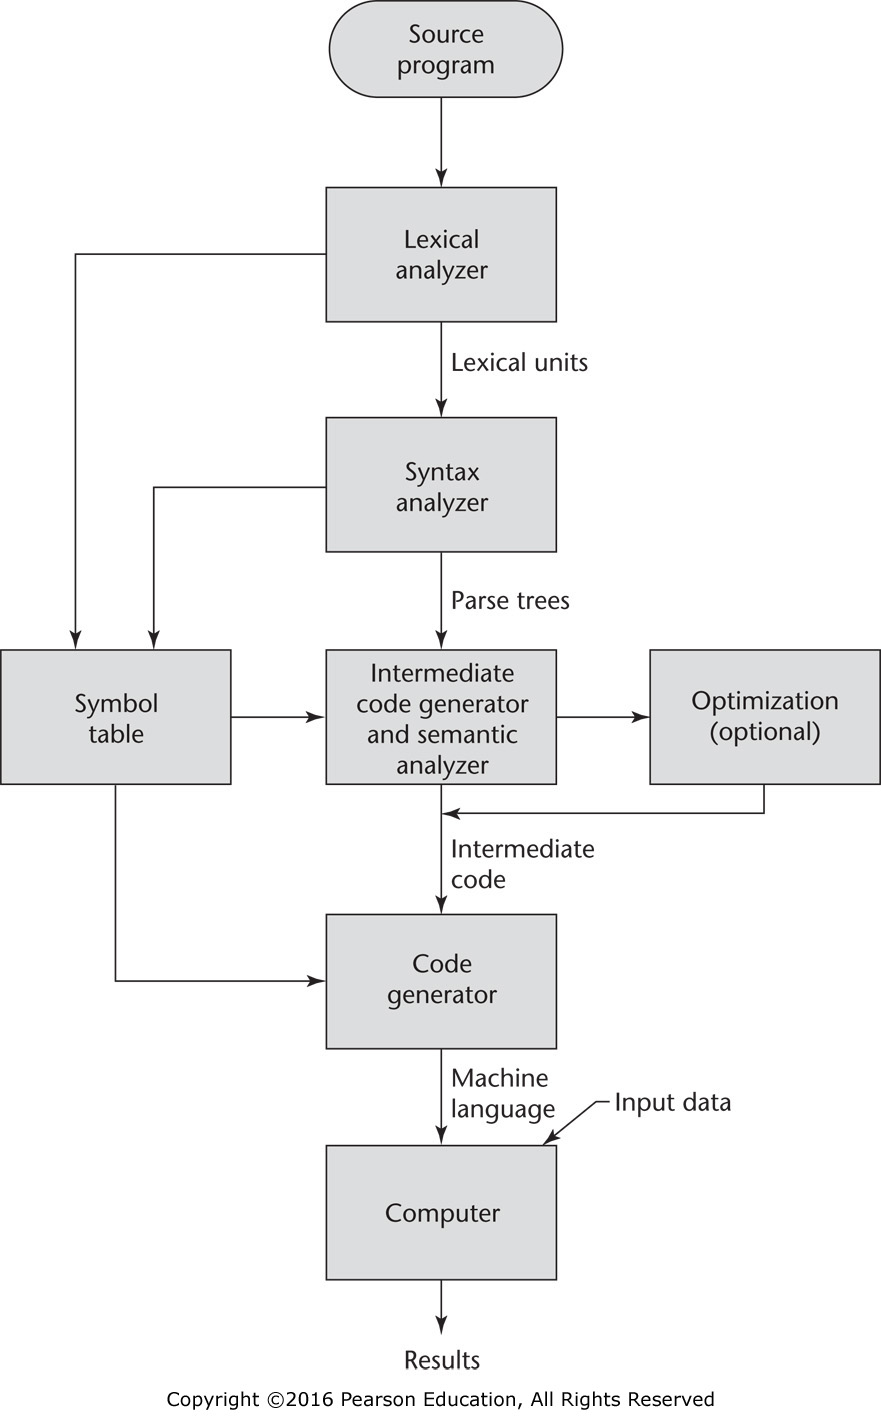 Source
program
Lexical
analyzer
Lexical units
Syntax
analyzer
Parse trees
Symbol
table
Intermediate
code generator
and semantic
analyzer
Optimization
(optional)
Intermediate
code
Code
generator
Machine
language
Input data
Computer
Results
Copyright ©2016 Pearson Education, All Rights Reserved